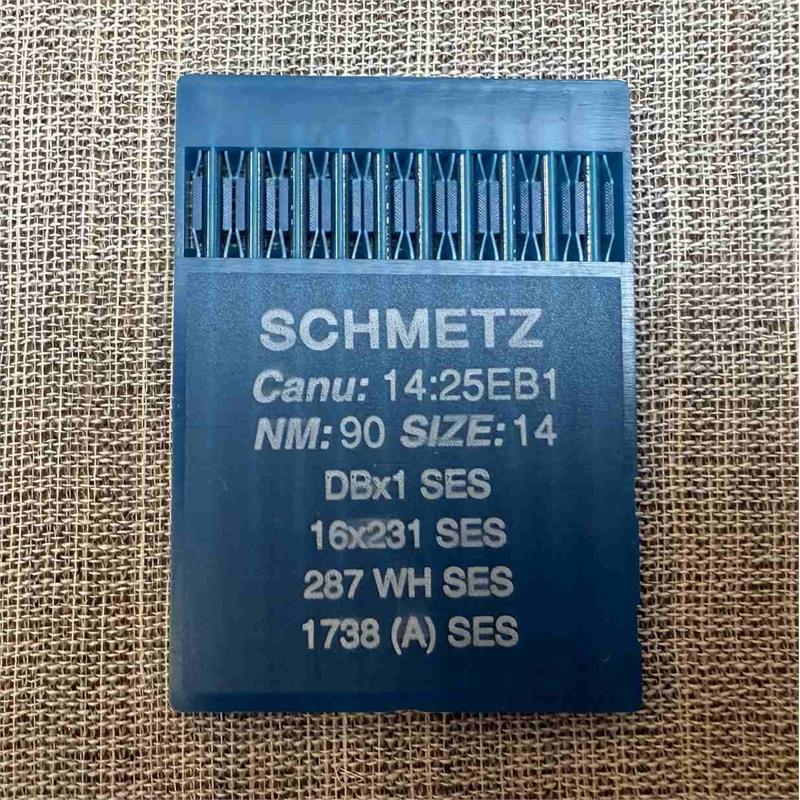 SCHMETZ
Canu: 14:25EB1
NM: 90 SIZE: 14
DBx1 SES
16x231 SES
287 WH SES
1738 (A) SES